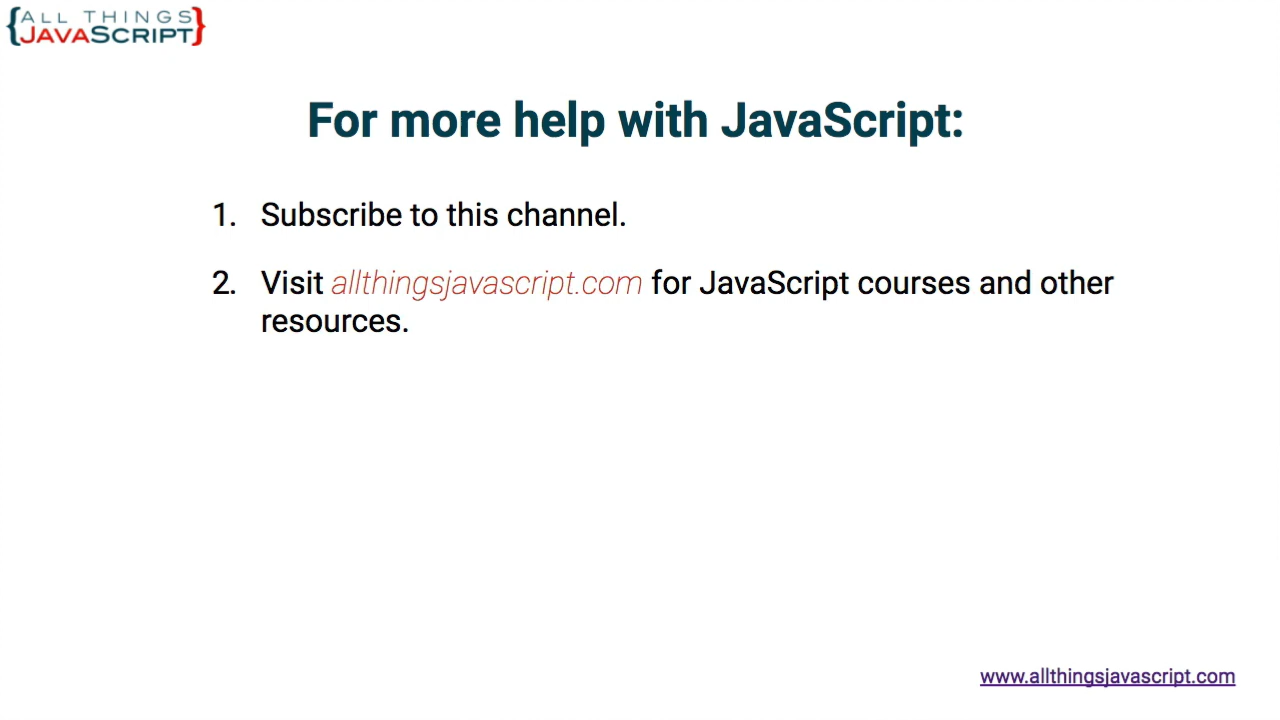 {ALL THINGS
JAVASCRIPT}
For more help with JavaScript:
1. Subscribe to this channel.
2. Visit allthingsjavascript.com for JavaScript courses and other
resources.
www.allthingsjavascript.com